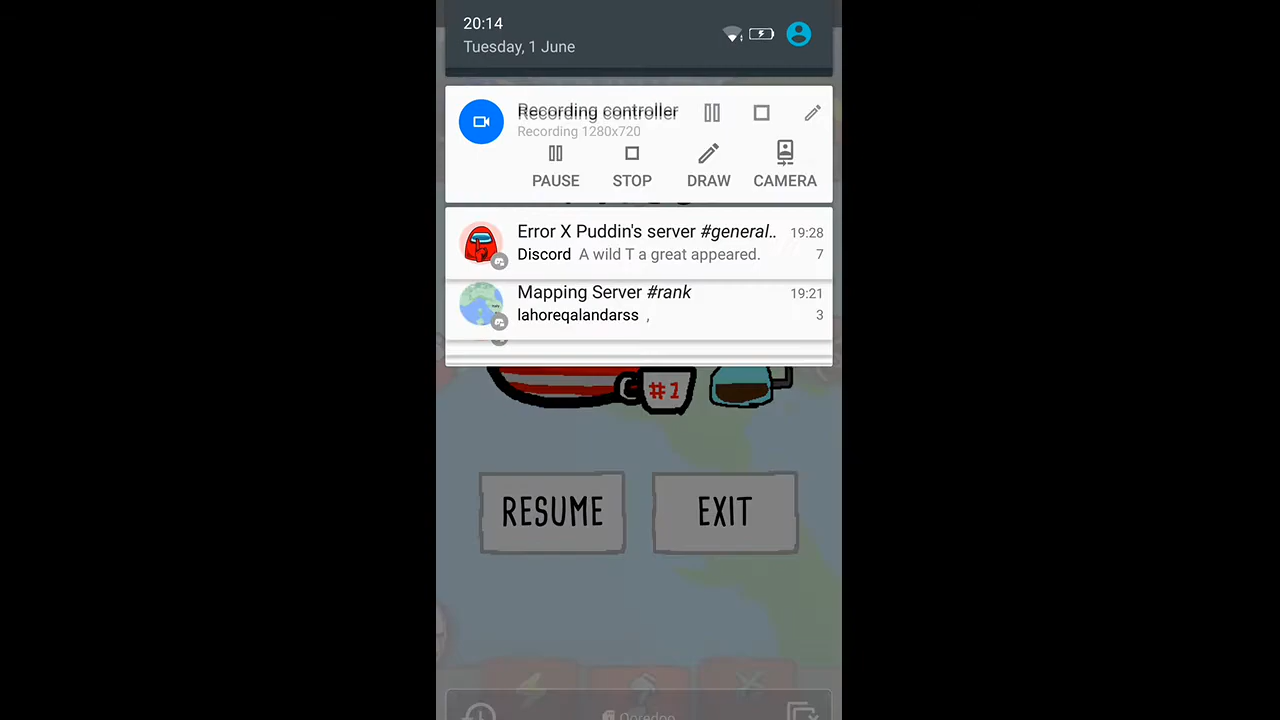 20:14
Tuesday, 1 June
Recording controller
Recording 1280x720
PAUSE STOP DRAW CAMERA
Error X Puddin's server #general.. 19:28
Discord A wild T a great appeared. 7
Mapping Server #rank 19:21
lahoreqalandarss , 3
#1
RESUME EXIT
Ooredoo